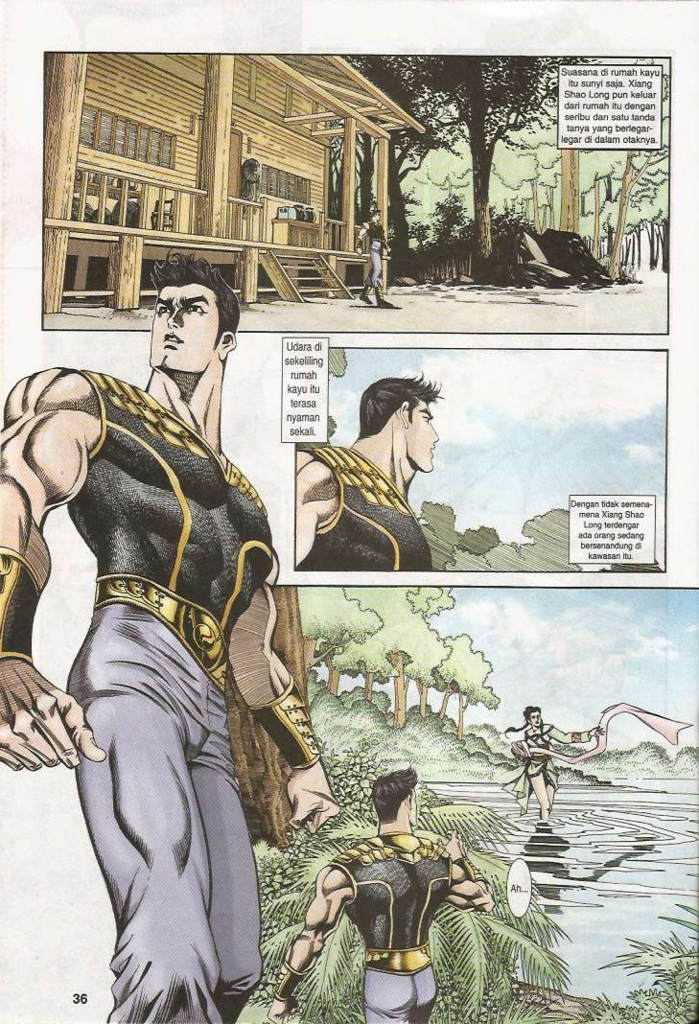 Suasana di rumah kayu
itu sunyi saja. Xiang
Shao Long pun keluar
dari rumah itu dengan
seribu dan satu tanda
tanya yang berlegar-
legar di dalam otaknya.
Udara di
sekeliling
rumah
kayu itu
terasa
nyaman
sekali.
Dengan tidak semena-
mena Xiang Shao
Long terdengar
ada orang sedang
bersenandung di
kawasan itu.
Ah...
36